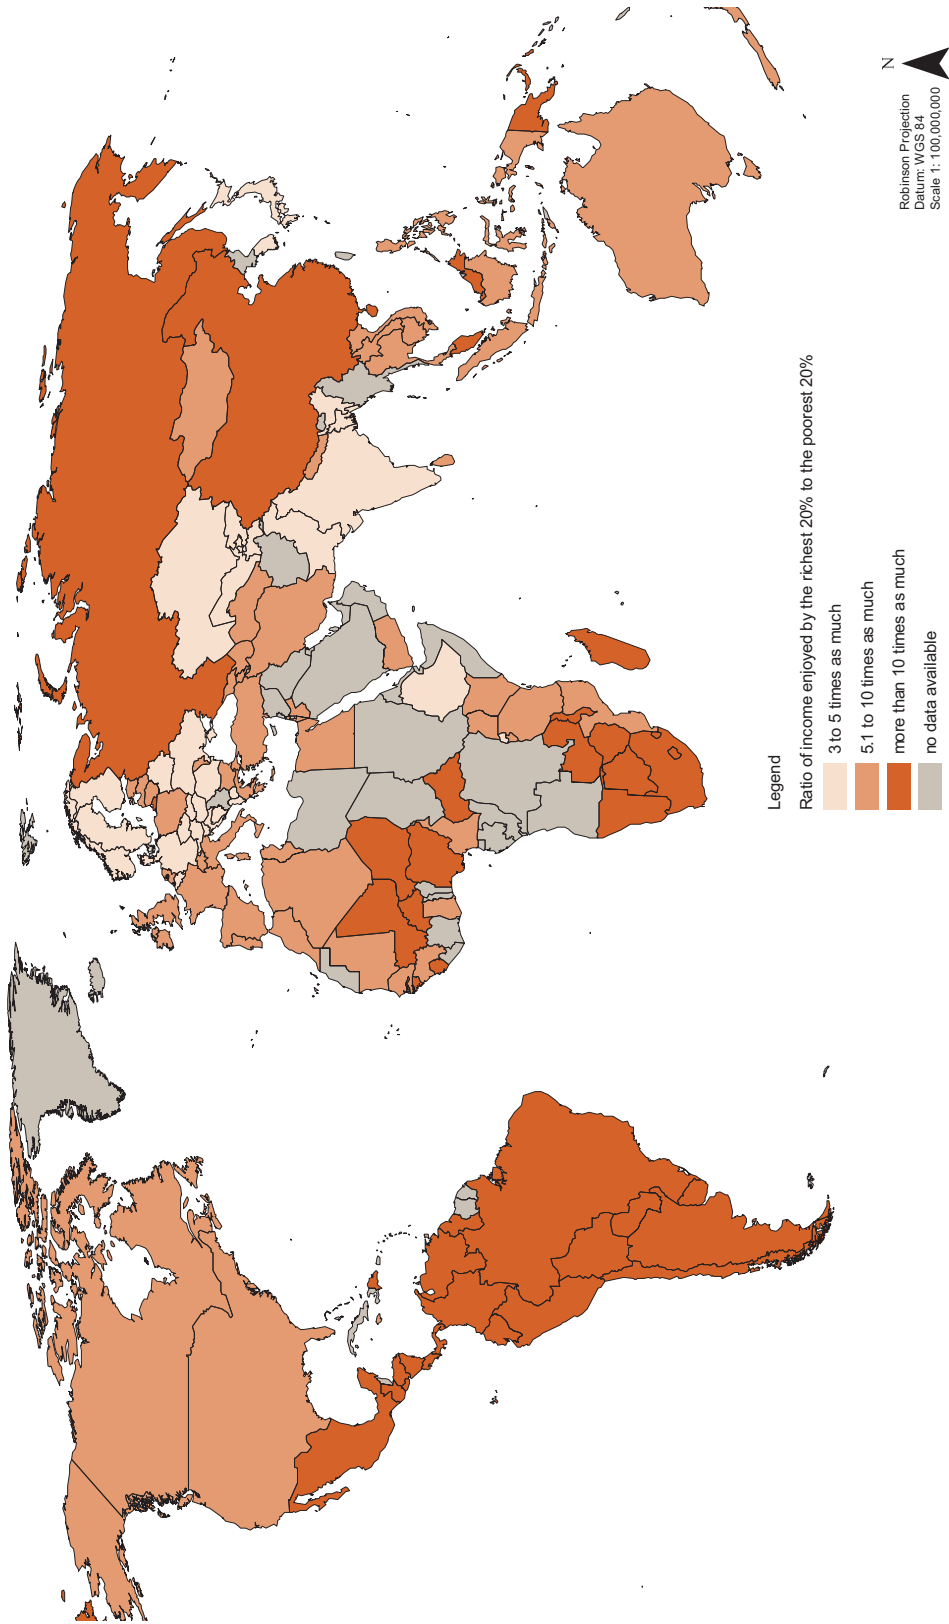 Legend
Ratio of income enjoyed by the richest 20% to the poorest 20%
3 to 5 times as much
5.1 to 10 times as much
more than 10 times as much
no data available
N
Robinson Projection
Datum: WGS 84
Scale 1: 100,000,000